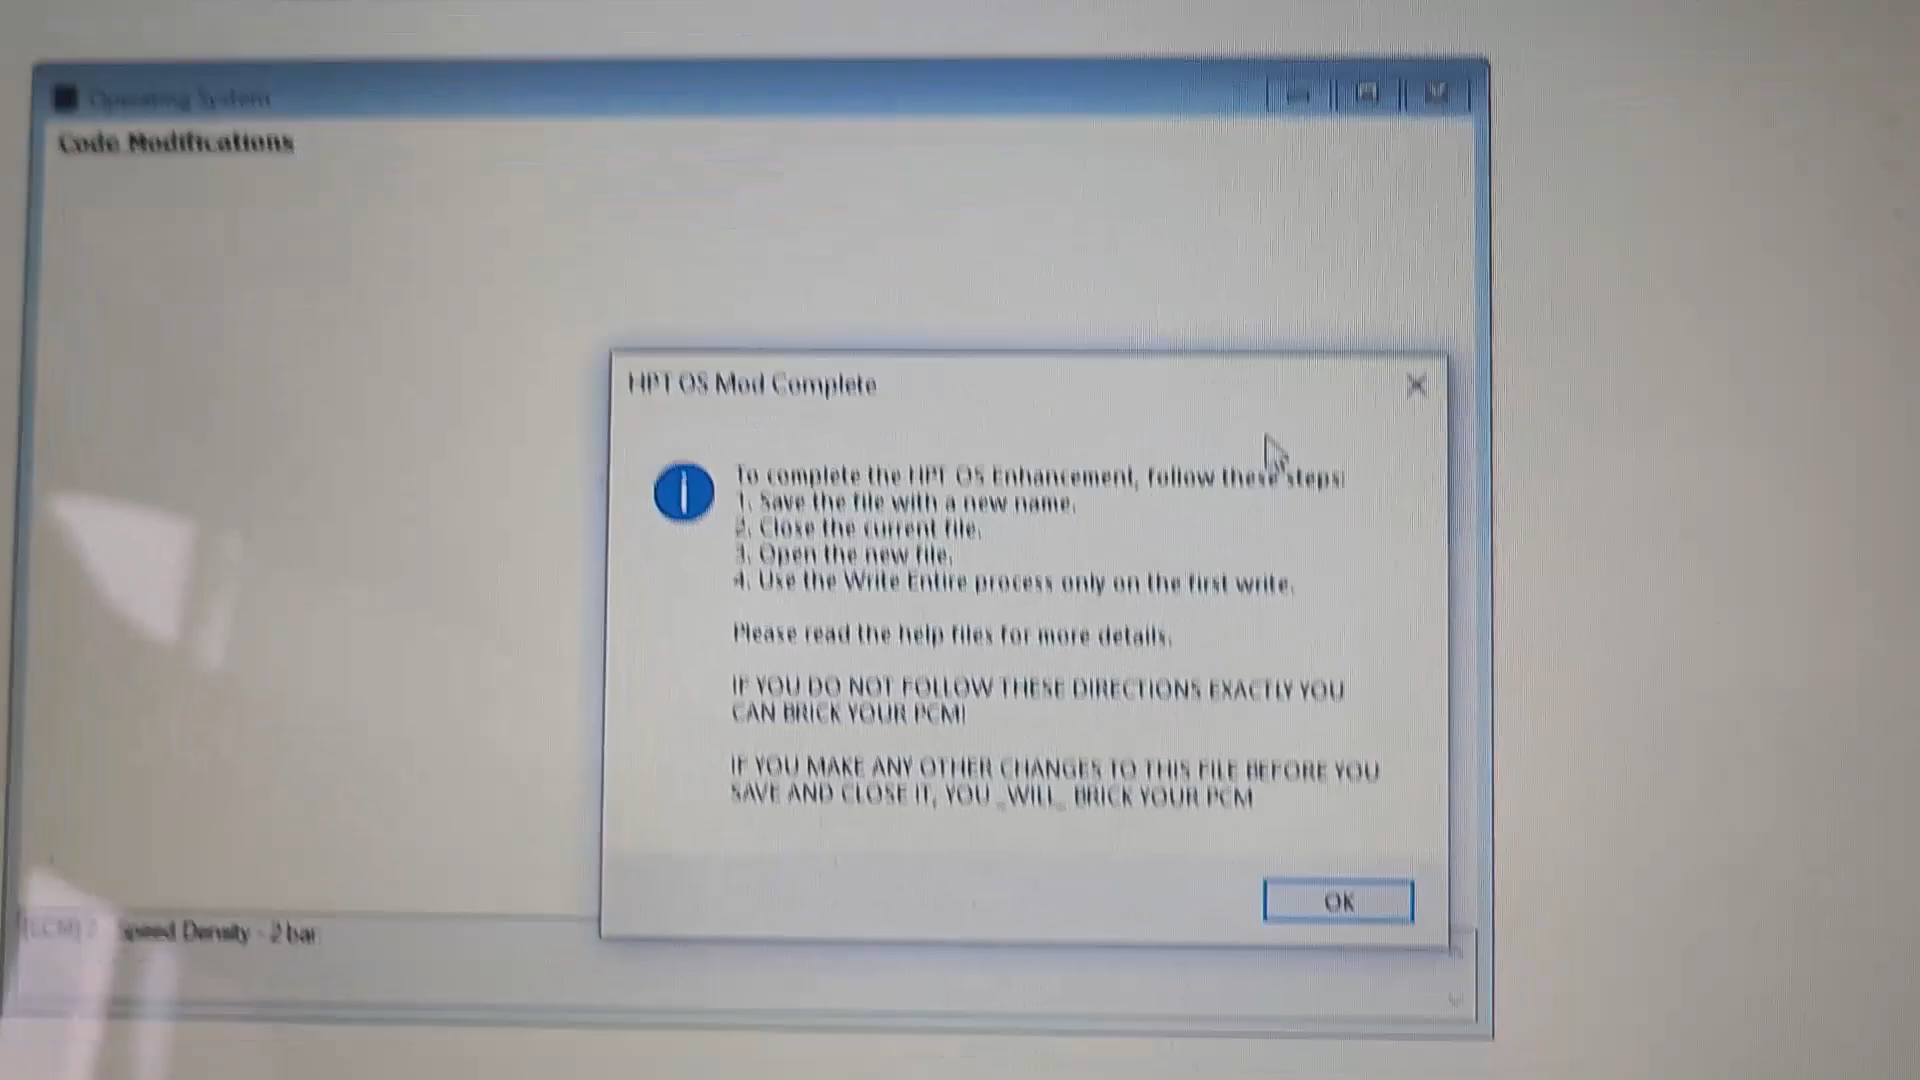 Operating System
Code Modifications
HPT OS Mod Complete
To complete the HPT OS Enhancement, follow these steps:
1. Save the file with a new name.
2. Close the current file.
3. Open the new file.
4. Use the Write Entire process only on the first write.
Please read the help files for more details.
IF YOU DO NOT FOLLOW THESE DIRECTIONS EXACTLY YOU
CAN BRICK YOUR PCM!
IF YOU MAKE ANY OTHER CHANGES TO THIS FILE BEFORE YOU
SAVE AND CLOSE IT, YOU _WILL_ BRICK YOUR PCM
OK
[ECM] Speed Density - 2 bar